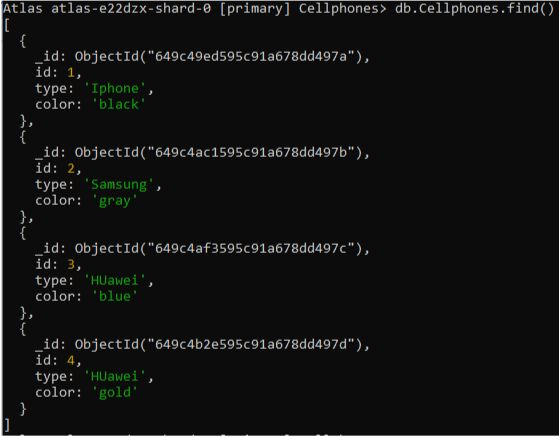 Atlas atlas-e22dzx-shard-0 [primary] Cellphones> db.Cellphones.find()
[
  {
    _id: ObjectId("649c49ed595c91a678dd497a"),
    id: 1,
    type: 'Iphone',
    color: 'black'
  },
  {
    _id: ObjectId("649c4ac1595c91a678dd497b"),
    id: 2,
    type: 'Samsung',
    color: 'gray'
  },
  {
    _id: ObjectId("649c4af3595c91a678dd497c"),
    id: 3,
    type: 'HUawei',
    color: 'blue'
  },
  {
    _id: ObjectId("649c4b2e595c91a678dd497d"),
    id: 4,
    type: 'HUawei',
    color: 'gold'
  }
]